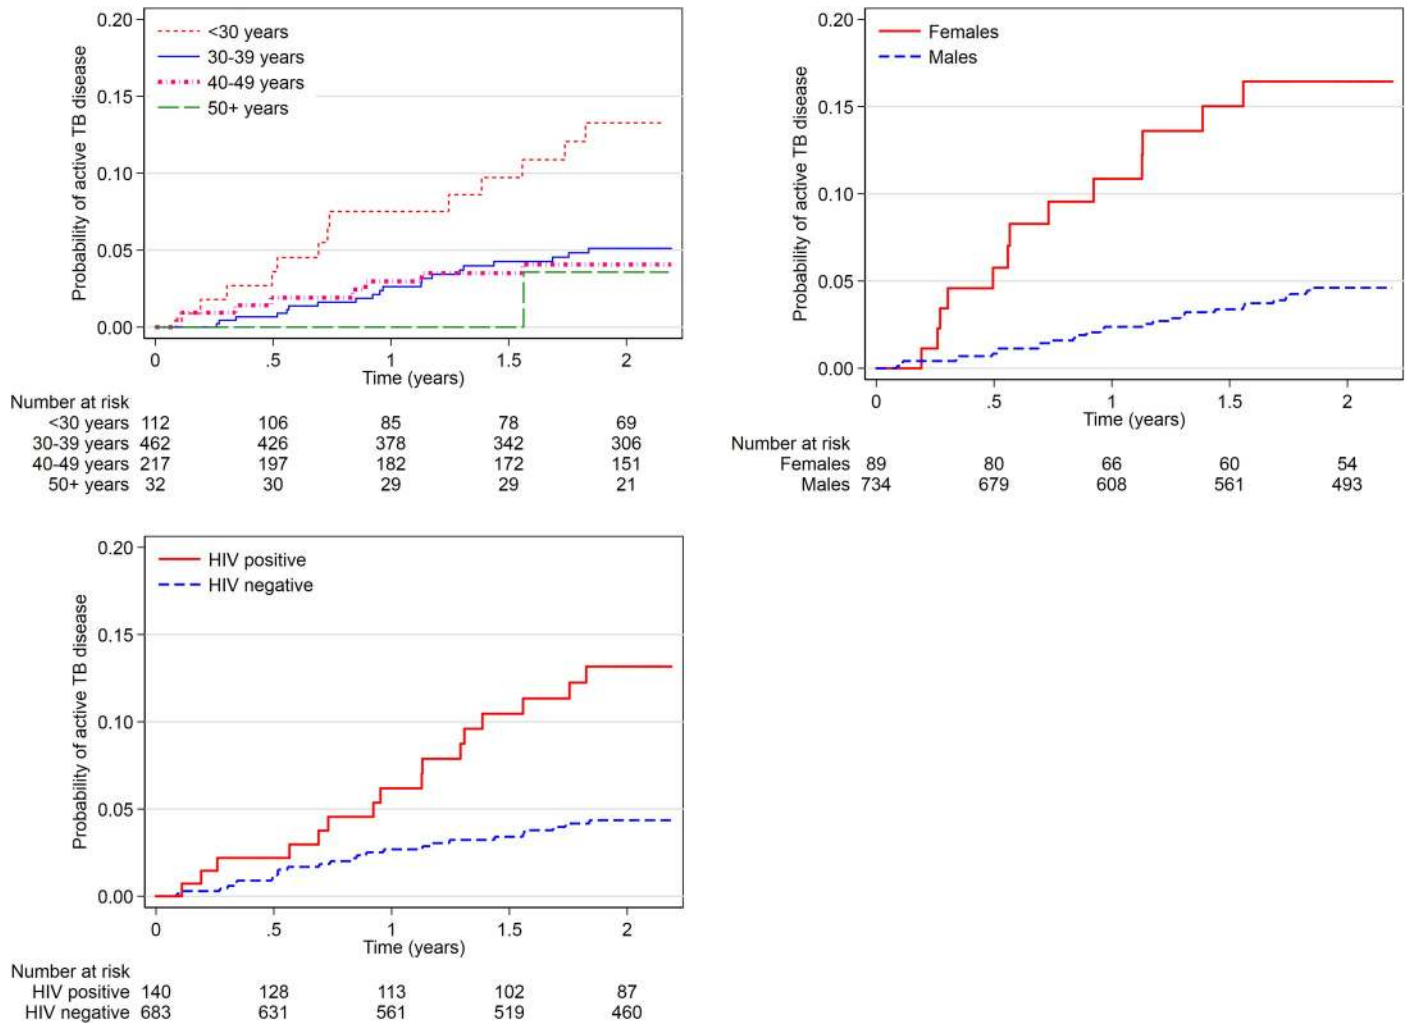 0.20
0.15
0.10
0.05
0.00
Probability of active TB disease
<30 years
30-39 years
40-49 years
50+ years
0 .5 1 1.5 2
Time (years)
Number at risk
<30 years 112 106 85 78 69
30-39 years 462 426 378 342 306
40-49 years 217 197 182 172 151
50+ years 32 30 29 29 21
0.20
0.15
0.10
0.05
0.00
Probability of active TB disease
Females
Males
0 .5 1 1.5 2
Time (years)
Number at risk
Females 89 80 66 60 54
Males 734 679 608 561 493
0.20
0.15
0.10
0.05
0.00
Probability of active TB disease
HIV positive
HIV negative
0 .5 1 1.5 2
Time (years)
Number at risk
HIV positive 140 128 113 102 87
HIV negative 683 631 561 519 460